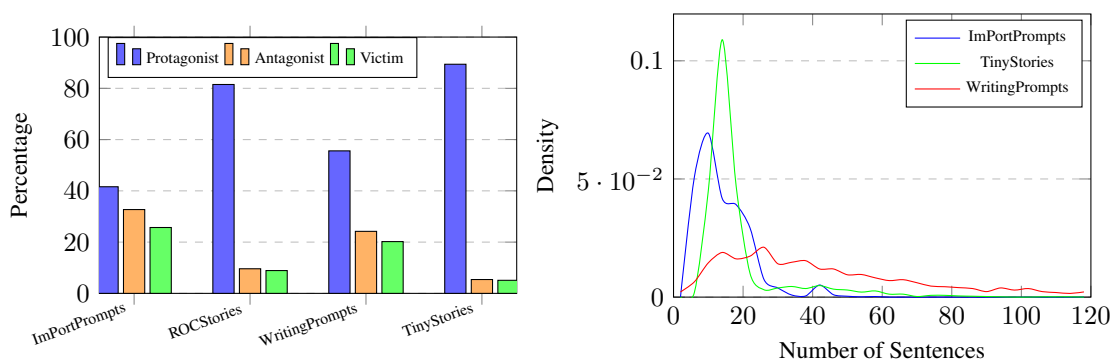 100
80
60
40
20
0
Percentage
Protagonist Antagonist Victim
ImPortPrompts ROCStories WritingPrompts TinyStories
0.1
5 · 10⁻²
0
Density
ImPortPrompts
TinyStories
WritingPrompts
0 20 40 60 80 100 120
Number of Sentences